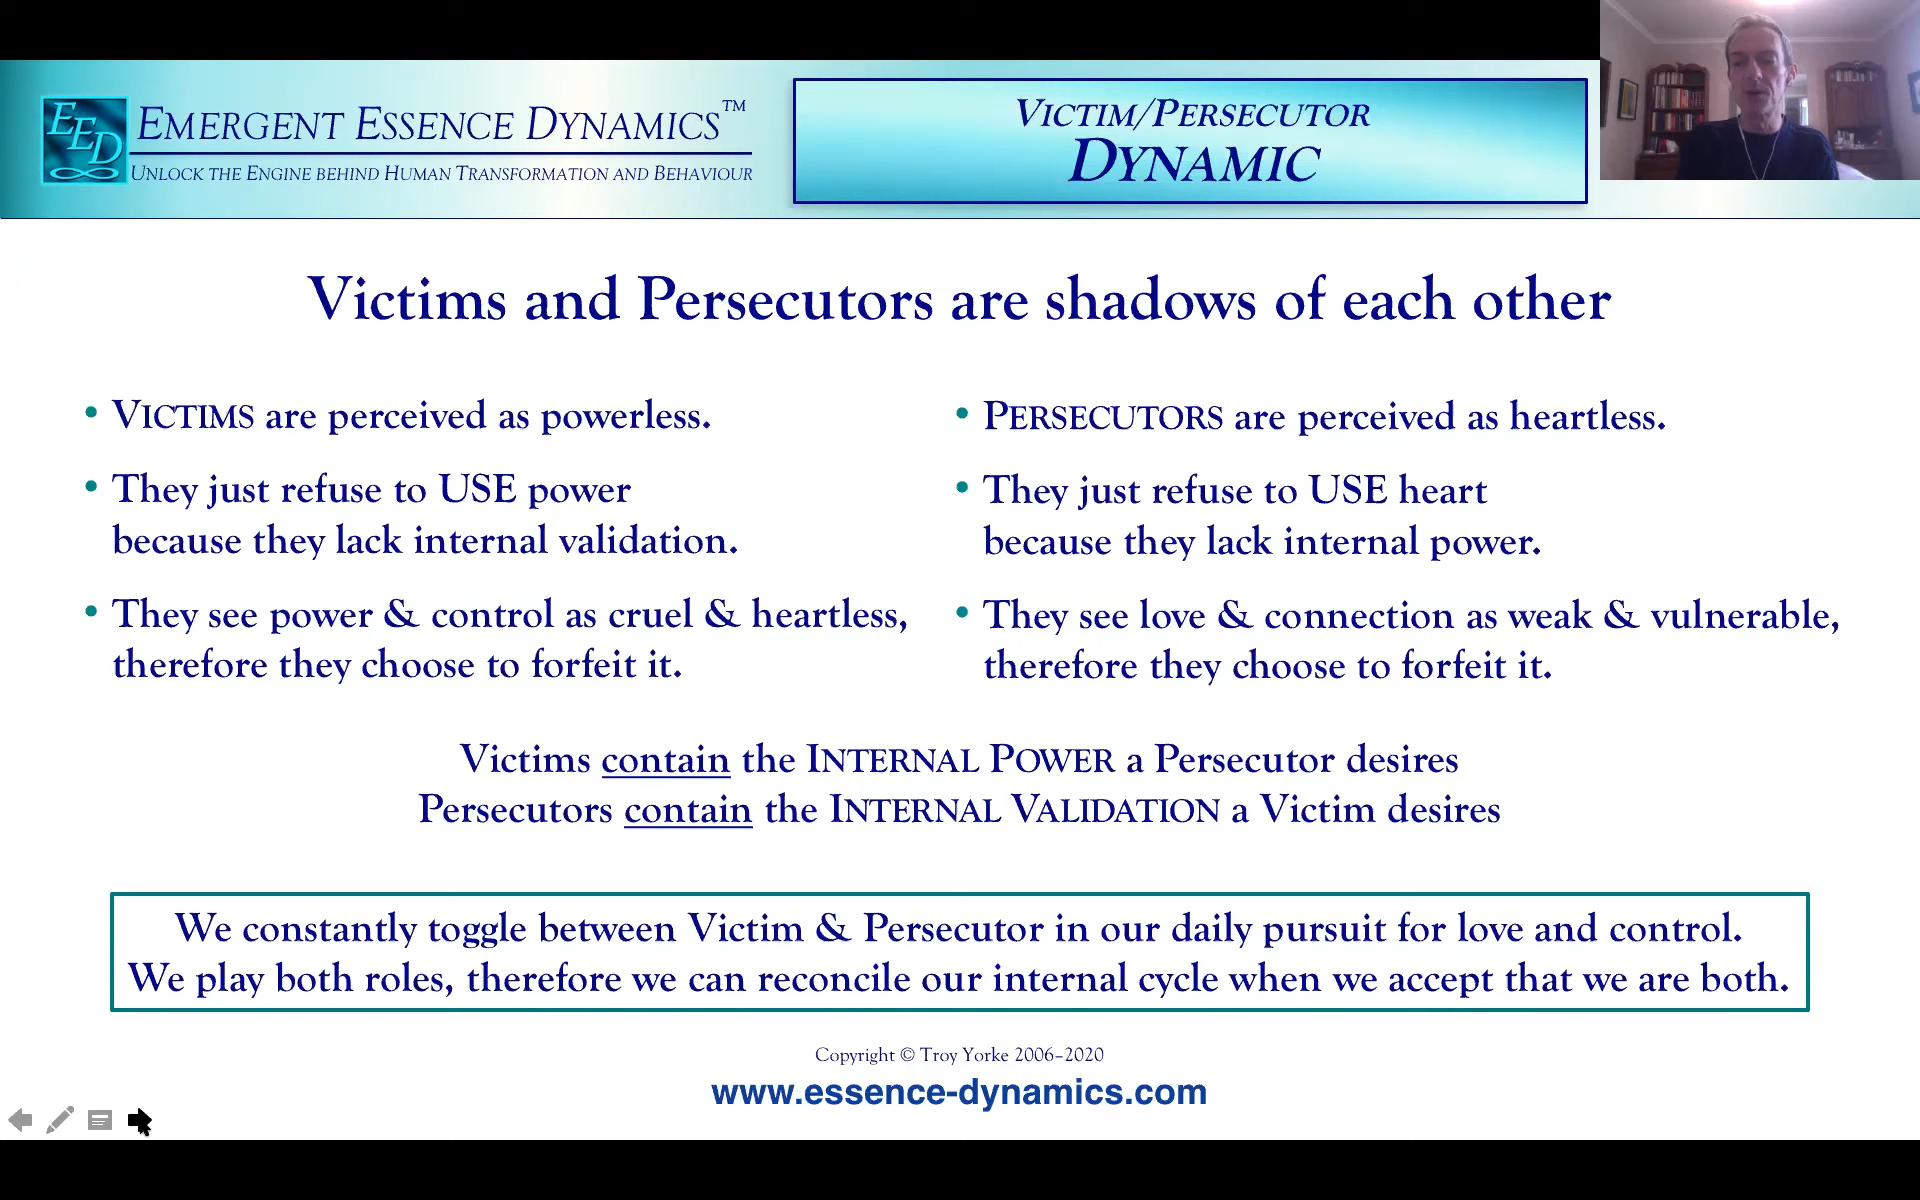 EED
EMERGENT ESSENCE DYNAMICS™
UNLOCK THE ENGINE BEHIND HUMAN TRANSFORMATION AND BEHAVIOUR
VICTIM/PERSECUTOR
DYNAMIC
Victims and Persecutors are shadows of each other
• VICTIMS are perceived as powerless.
• They just refuse to USE power
because they lack internal validation.
• They see power & control as cruel & heartless,
therefore they choose to forfeit it.
• PERSECUTORS are perceived as heartless.
• They just refuse to USE heart
because they lack internal power.
• They see love & connection as weak & vulnerable,
therefore they choose to forfeit it.
Victims contain the INTERNAL POWER a Persecutor desires
Persecutors contain the INTERNAL VALIDATION a Victim desires
We constantly toggle between Victim & Persecutor in our daily pursuit for love and control.
We play both roles, therefore we can reconcile our internal cycle when we accept that we are both.
Copyright © Troy Yorke 2006–2020
www.essence-dynamics.com